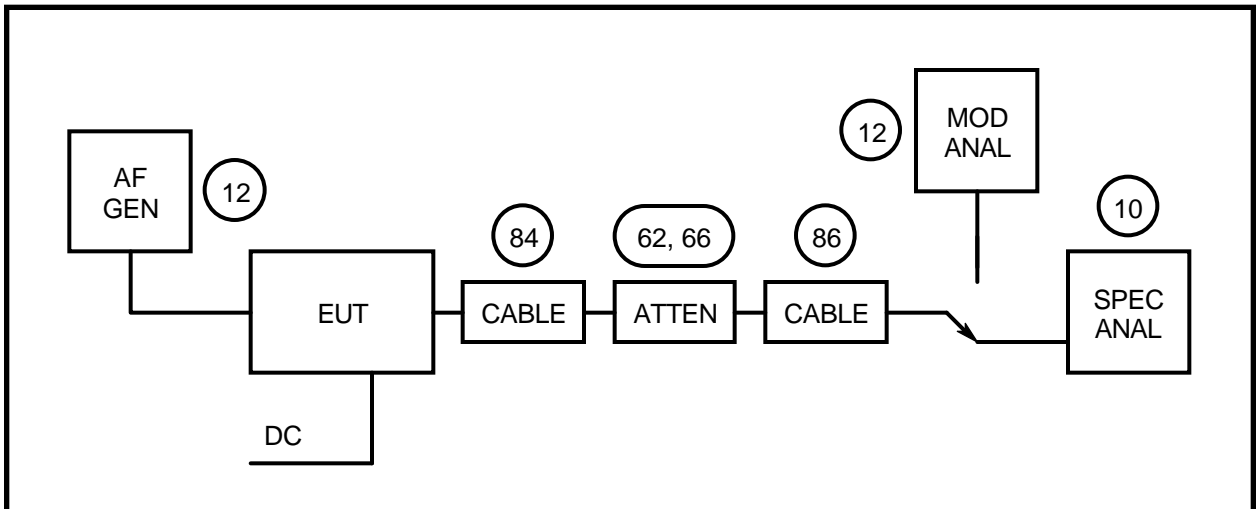 MOD
ANAL
12
AF
GEN
12
10
84
62, 66
86
EUT
CABLE
ATTEN
CABLE
SPEC
ANAL
DC